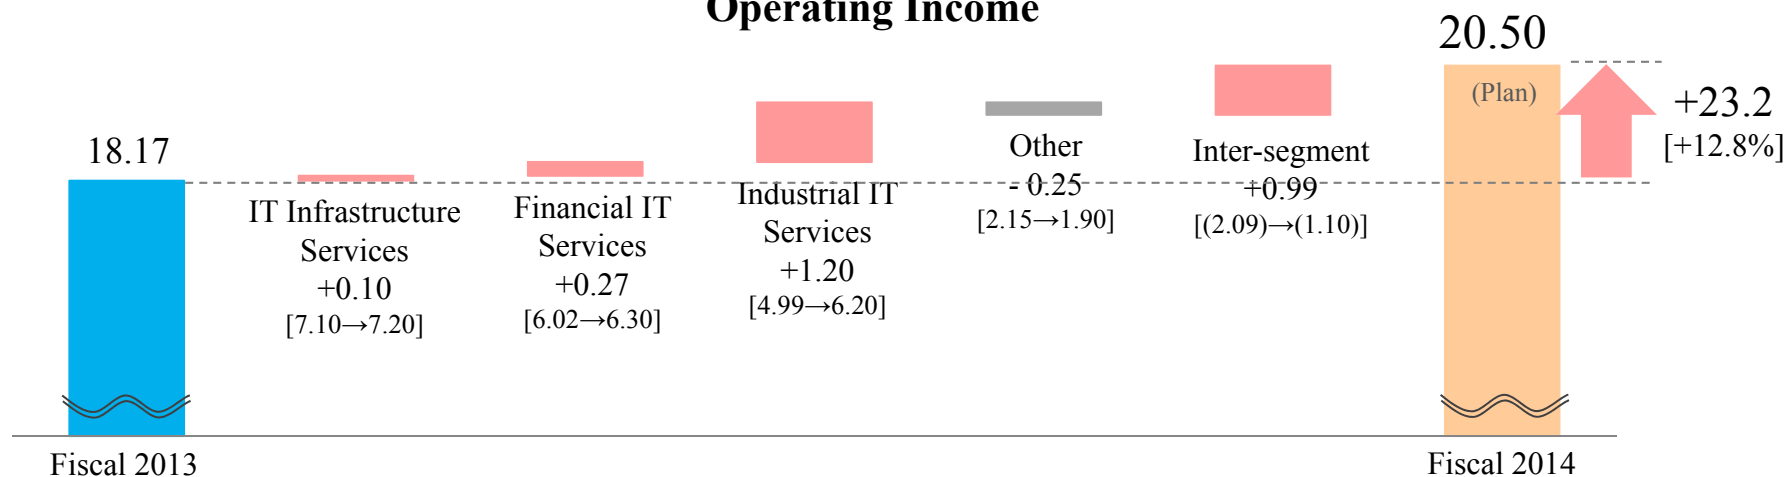 Operating Income
18.17
IT Infrastructure
Services
+0.10
[7.10→7.20]
Financial IT
Services
+0.27
[6.02→6.30]
Industrial IT
Services
+1.20
[4.99→6.20]
Other
- 0.25
[2.15→1.90]
Inter-segment
+0.99
[(2.09)→(1.10)]
20.50
(Plan)
+23.2
[+12.8%]
Fiscal 2013
Fiscal 2014